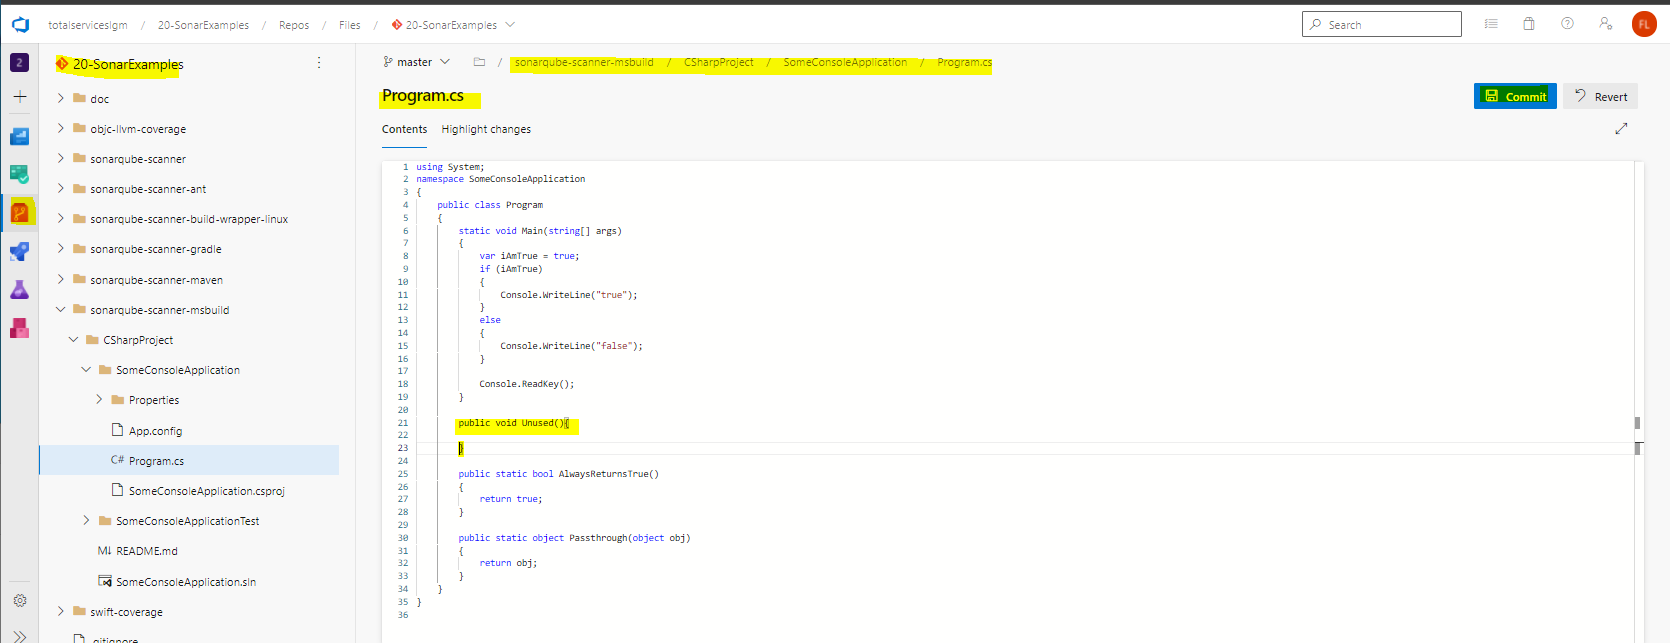 totalserviceslgm / 20-SonarExamples / Repos / Files / 20-SonarExamples
Search
FL
2
20-SonarExamples
doc
objc-llvm-coverage
sonarqube-scanner
sonarqube-scanner-ant
sonarqube-scanner-build-wrapper-linux
sonarqube-scanner-gradle
sonarqube-scanner-maven
sonarqube-scanner-msbuild
CSharpProject
SomeConsoleApplication
Properties
App.config
C# Program.cs
SomeConsoleApplication.csproj
SomeConsoleApplicationTest
M↓ README.md
SomeConsoleApplication.sln
swift-coverage
.gitignore
master / sonarqube-scanner-msbuild / CSharpProject / SomeConsoleApplication / Program.cs
Program.cs
Commit
Revert
Contents Highlight changes
1 using System;
2 namespace SomeConsoleApplication
3 {
4 public class Program
5 {
6 static void Main(string[] args)
7 {
8 var iAmTrue = true;
9 if (iAmTrue)
10 {
11 Console.WriteLine("true");
12 }
13 else
14 {
15 Console.WriteLine("false");
16 }
17
18 Console.ReadKey();
19 }
20
21 public void Unused(){
22
23 }
24
25 public static bool AlwaysReturnsTrue()
26 {
27 return true;
28 }
29
30 public static object Passthrough(object obj)
31 {
32 return obj;
33 }
34 }
35 }
36